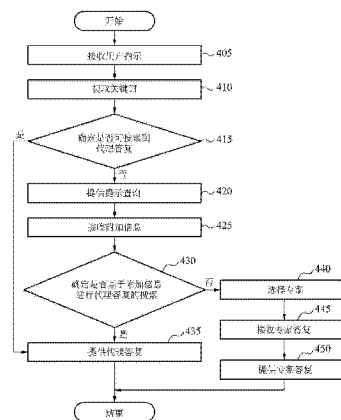 开始
接收用户指示
405
提取关键词
410
确定是否可搜索到
代理答复
415
是
否
提供提示查询
420
接收附加信息
425
确定是否基于附加信息
进行代理答复的搜索
430
否
是
选择专家
440
接收专家答复
445
提供专家答复
450
提供代理答复
435
结束